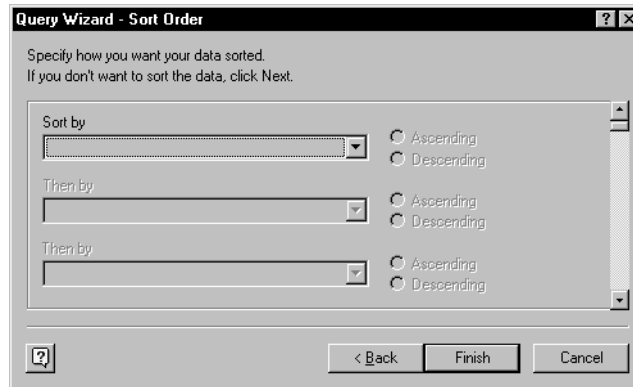 Query Wizard - Sort Order
Specify how you want your data sorted.
If you don't want to sort the data, click Next.
Sort by
Ascending
Descending
Then by
Ascending
Descending
Then by
Ascending
Descending
< Back
Finish
Cancel